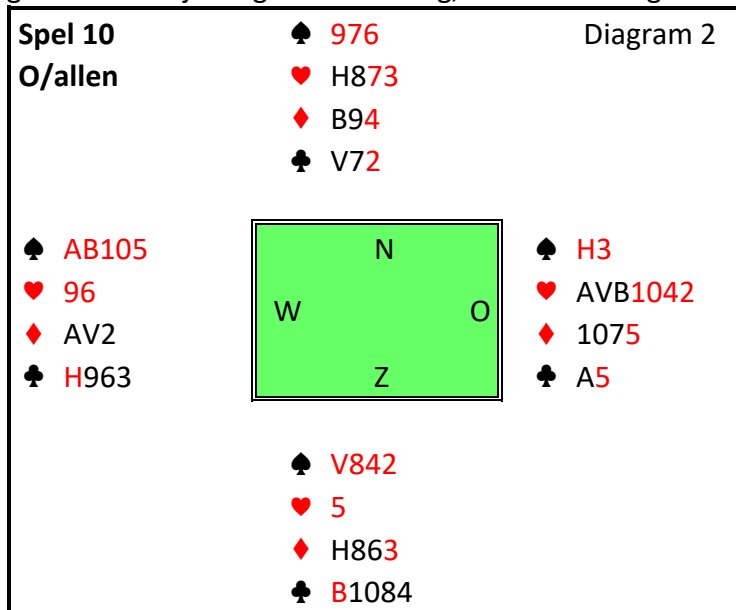 Spel 10 ♠ 976 Diagram 2
O/allen ♥ H873
♦ B94
♣ V72
♠ AB105 N ♠ H3
♥ 96 W O ♥ AVB1042
♦ AV2 ♦ 1075
♣ H963 Z ♣ A5
♠ V842
♥ 5
♦ H863
♣ B1084